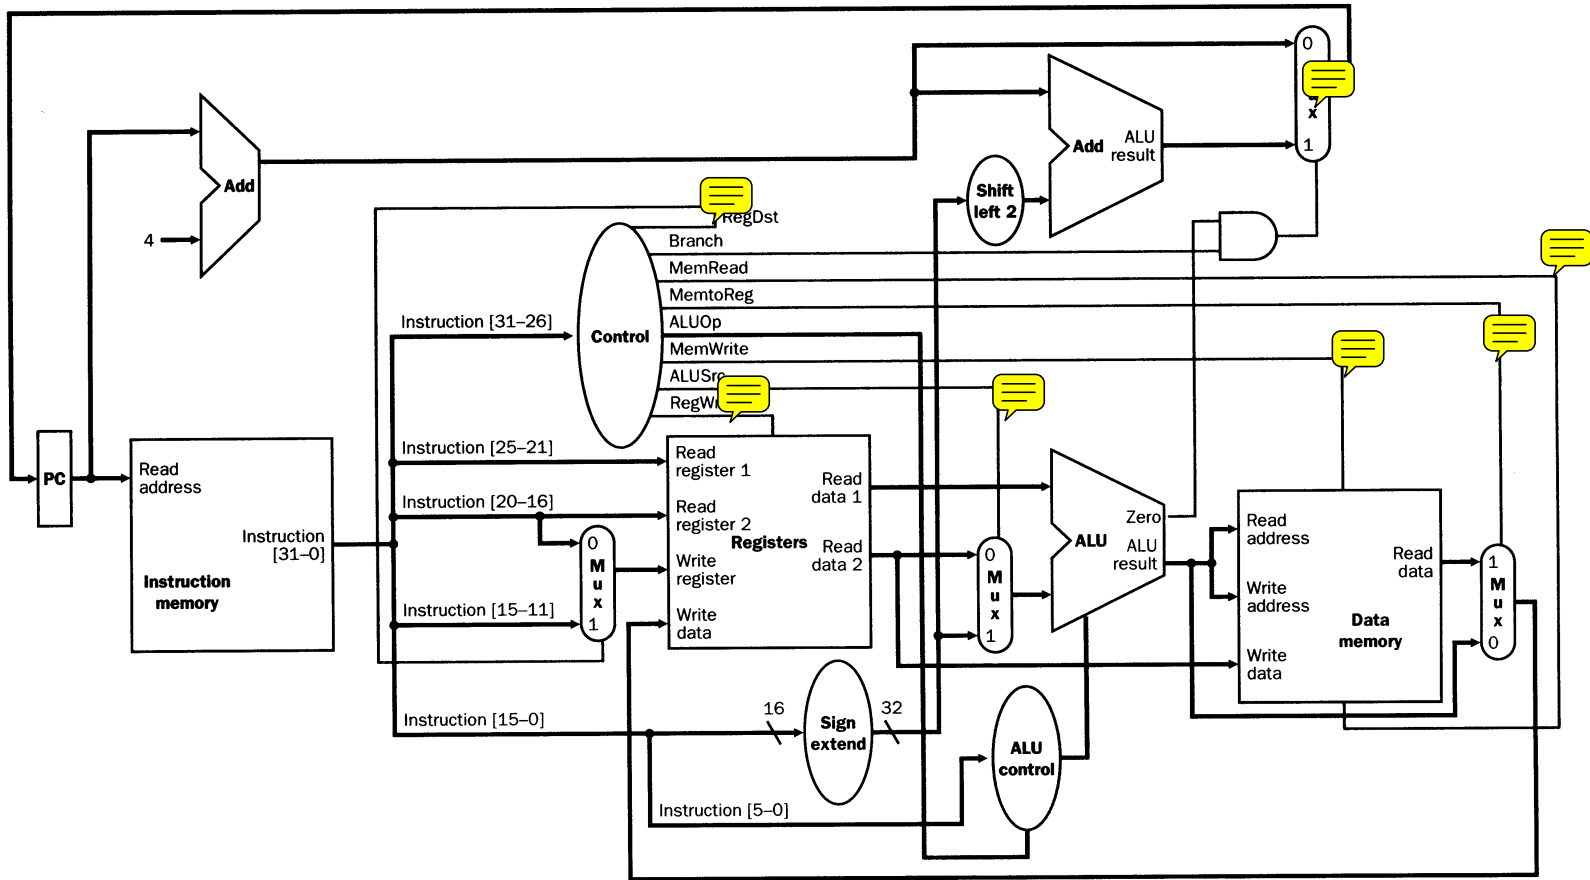 0
x
1
Add
ALU
result
Add
4
Shift
left 2
RegDst
Branch
MemRead
MemtoReg
ALUOp
MemWrite
Control
Instruction [31–26]
Instruction [25–21]
Instruction [20–16]
Instruction [15–11]
Instruction [15–0]
Instruction [5–0]
PC
Read
address
Instruction
[31–0]
Instruction
memory
0
M
u
x
1
Read
register 1
Read
register 2
Write
register
Write
data
Registers
Read
data 1
Read
data 2
16
Sign
extend
32
0
M
u
x
1
Zero
ALU
ALU
result
ALU
control
Read
address
Write
address
Write
data
Read
data
Data
memory
1
M
u
x
0